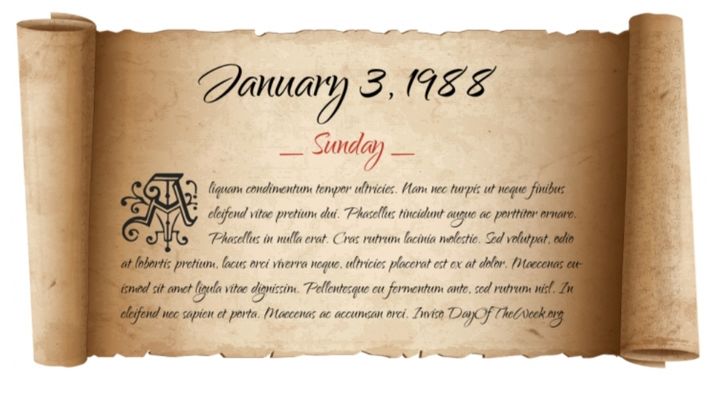 January 3, 1988
_ Sunday _
Aliquam condimentum tempor ultricies. Nam nec turpis ut neque finibus
eleifend vitae pretium dui. Phasellus tincidunt augue ac porttitor ornare.
Phasellus in nulla erat. Cras rutrum lacinia molestie. Sed volutpat, odio
at lobortis pretium, lacus orci viverra neque, ultricies placerat est ex at dolor. Maecenas eu-
ismod sit amet ligula vitae dignissim. Pellentesque eu fermentum ante, sed rutrum nisl. In
eleifend nec sapien et porta. Maecenas ac accumsan orci. Inviso DayOfTheWeek.org